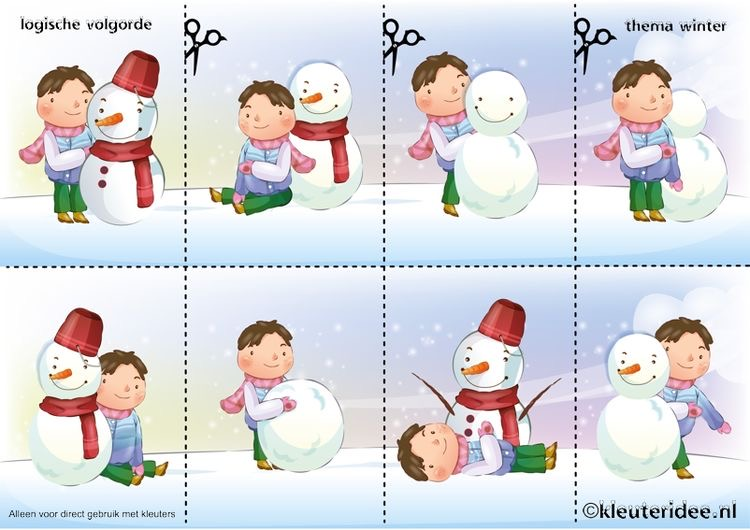 logische volgorde
thema winter
Alleen voor direct gebruik met kleuters
©kleuteridee.nl